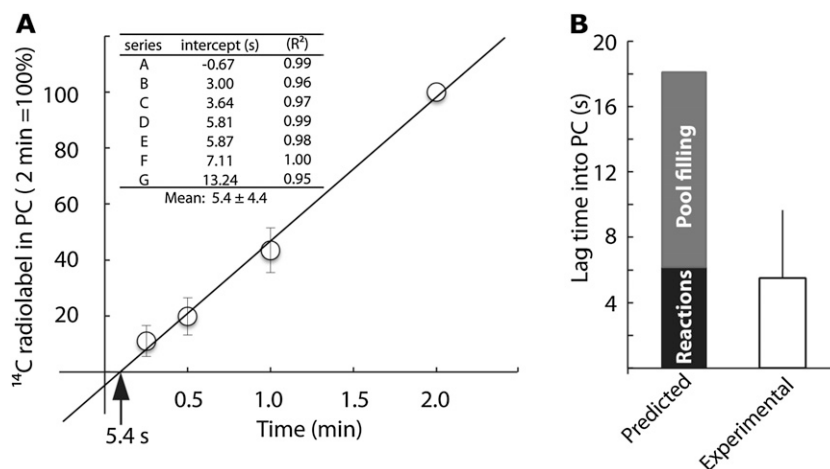 A
series intercept (s) (R²)
A -0.67 0.99
B 3.00 0.96
C 3.64 0.97
D 5.81 0.99
E 5.87 0.98
F 7.11 1.00
G 13.24 0.95
Mean: 5.4 ± 4.4
¹⁴C radiolabel in PC ( 2 min =100%)
100
80
60
40
20
0.5 1.0 2.0
5.4 s
Time (min)
B
Lag time into PC (s)
20
18
12
8
4
Pool filling
Reactions
Predicted
Experimental